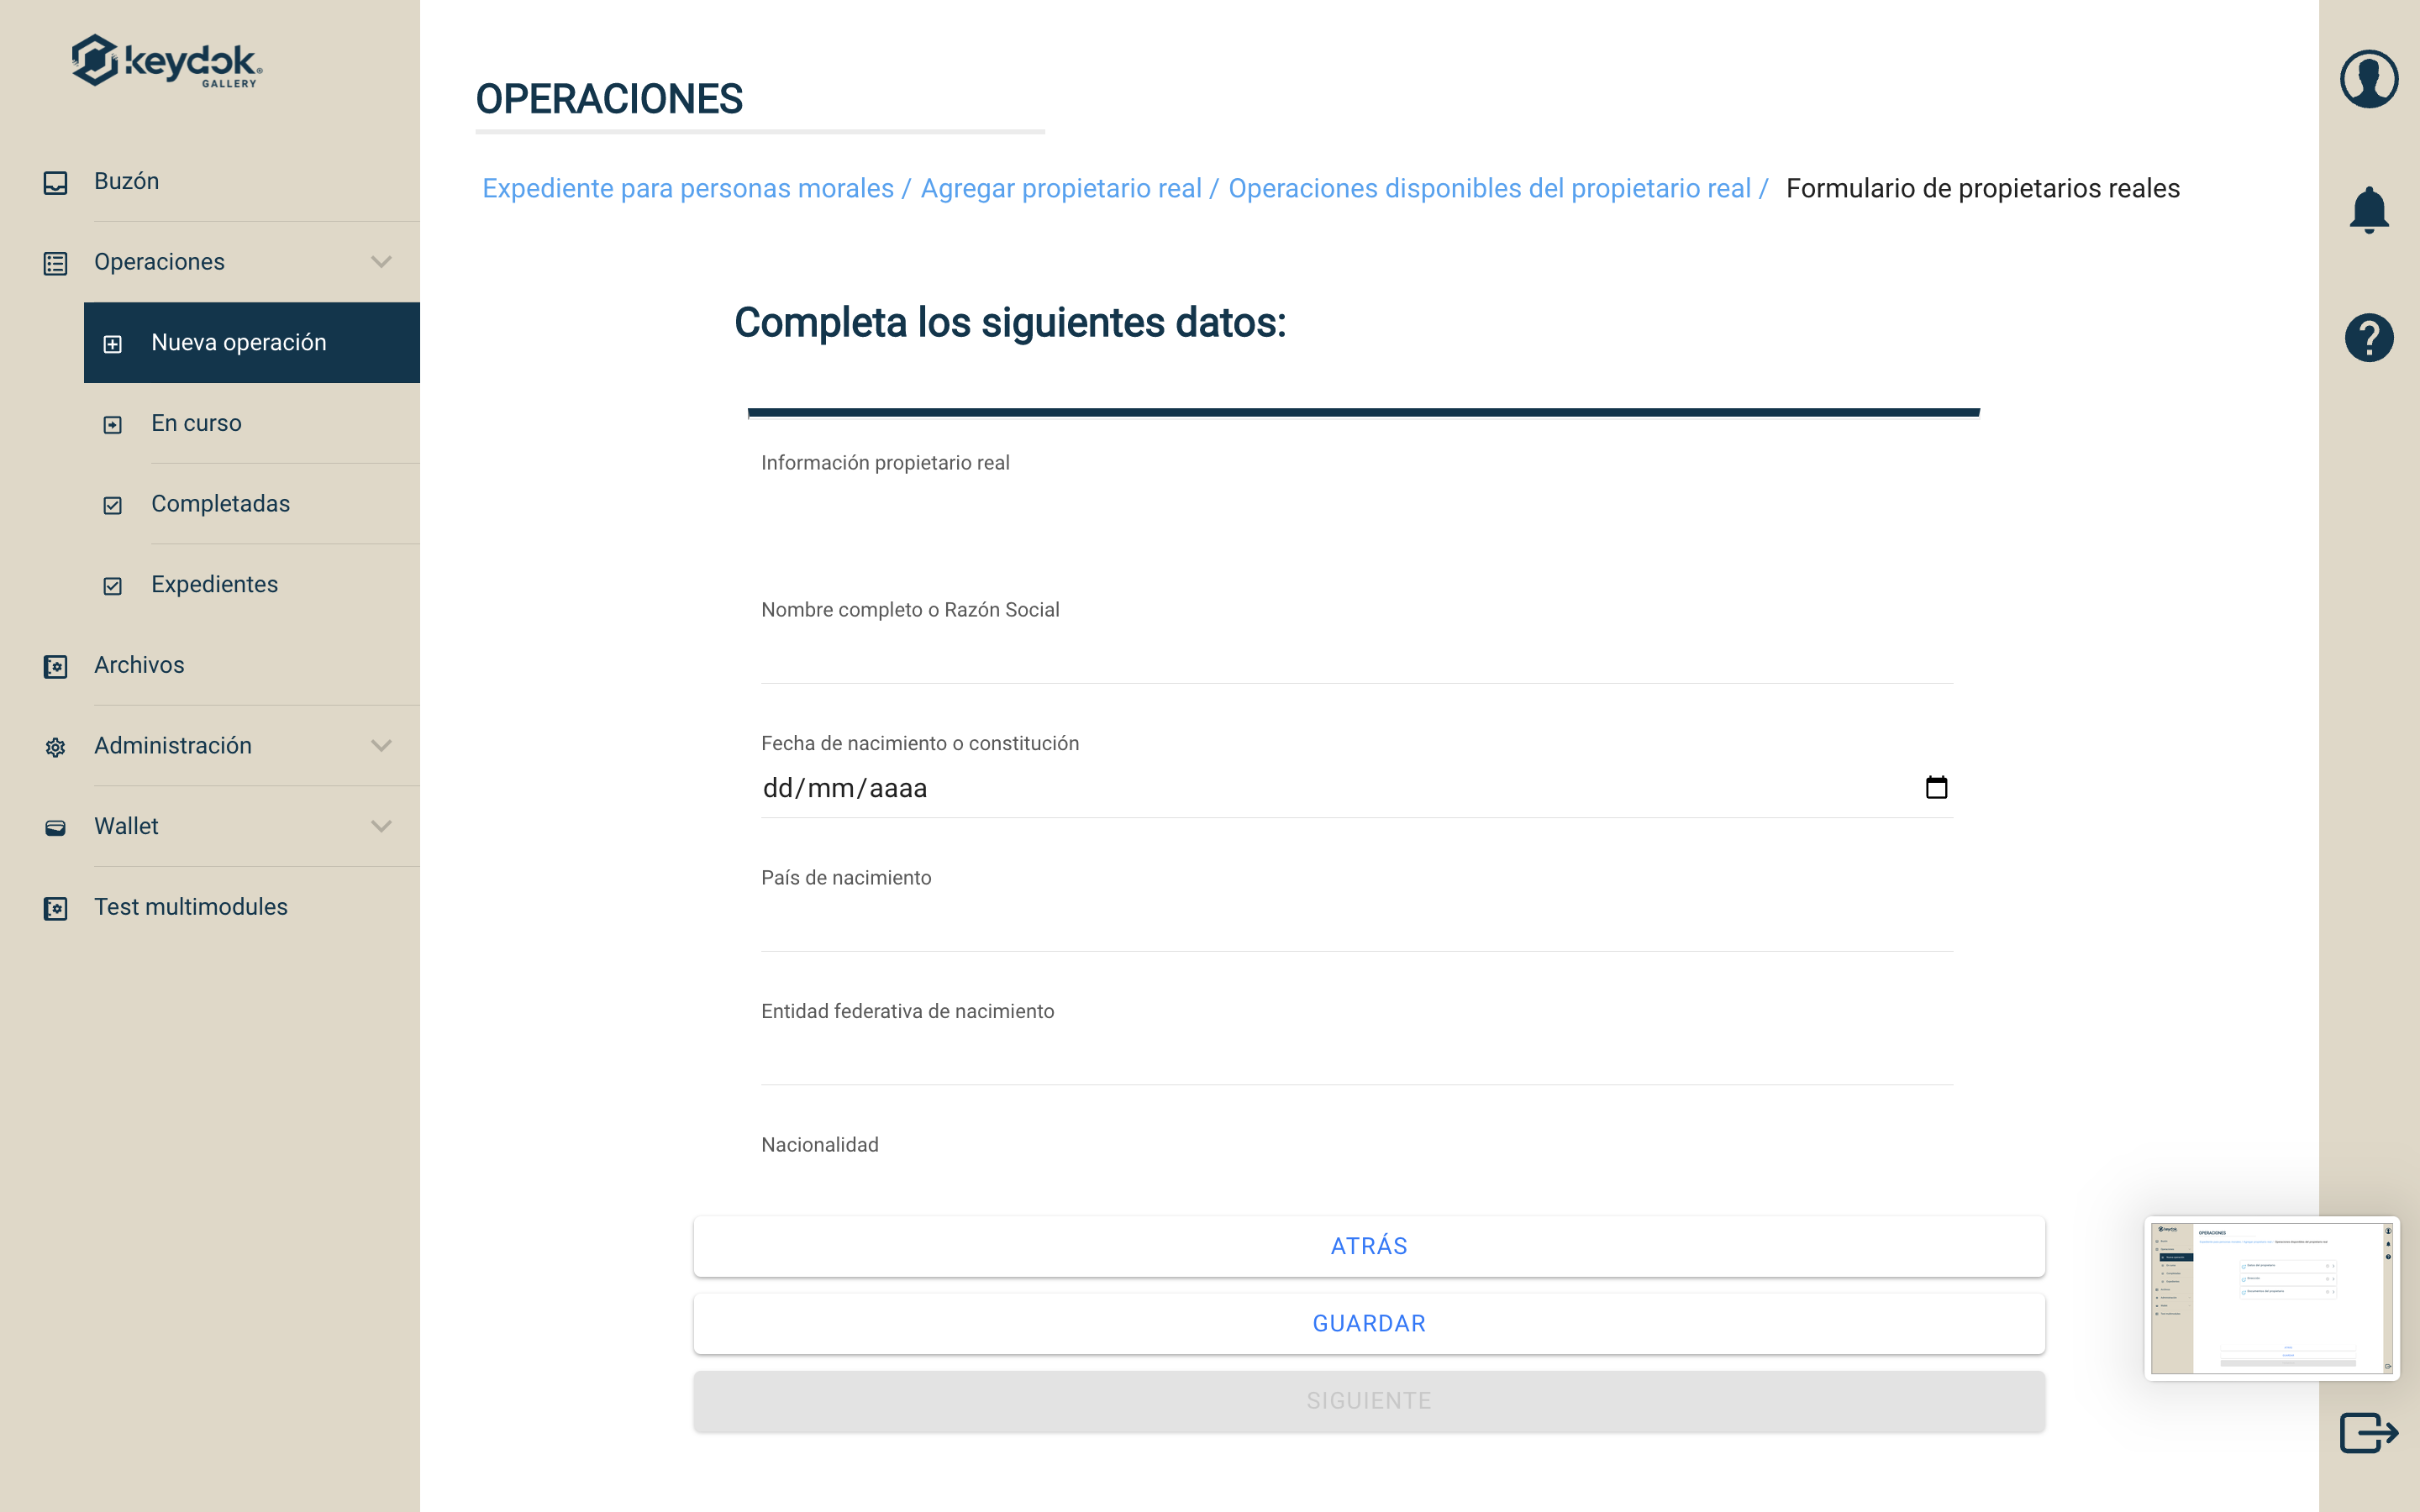 keydok®
GALLERY
Buzón
Operaciones
Nueva operación
En curso
Completadas
Expedientes
Archivos
Administración
Wallet
Test multimodules
OPERACIONES
Expediente para personas morales / Agregar propietario real / Operaciones disponibles del propietario real / Formulario de propietarios reales
Completa los siguientes datos:
Información propietario real
Nombre completo o Razón Social
Fecha de nacimiento o constitución
dd/mm/aaaa
País de nacimiento
Entidad federativa de nacimiento
Nacionalidad
ATRÁS
GUARDAR
SIGUIENTE
keydok
OPERACIONES